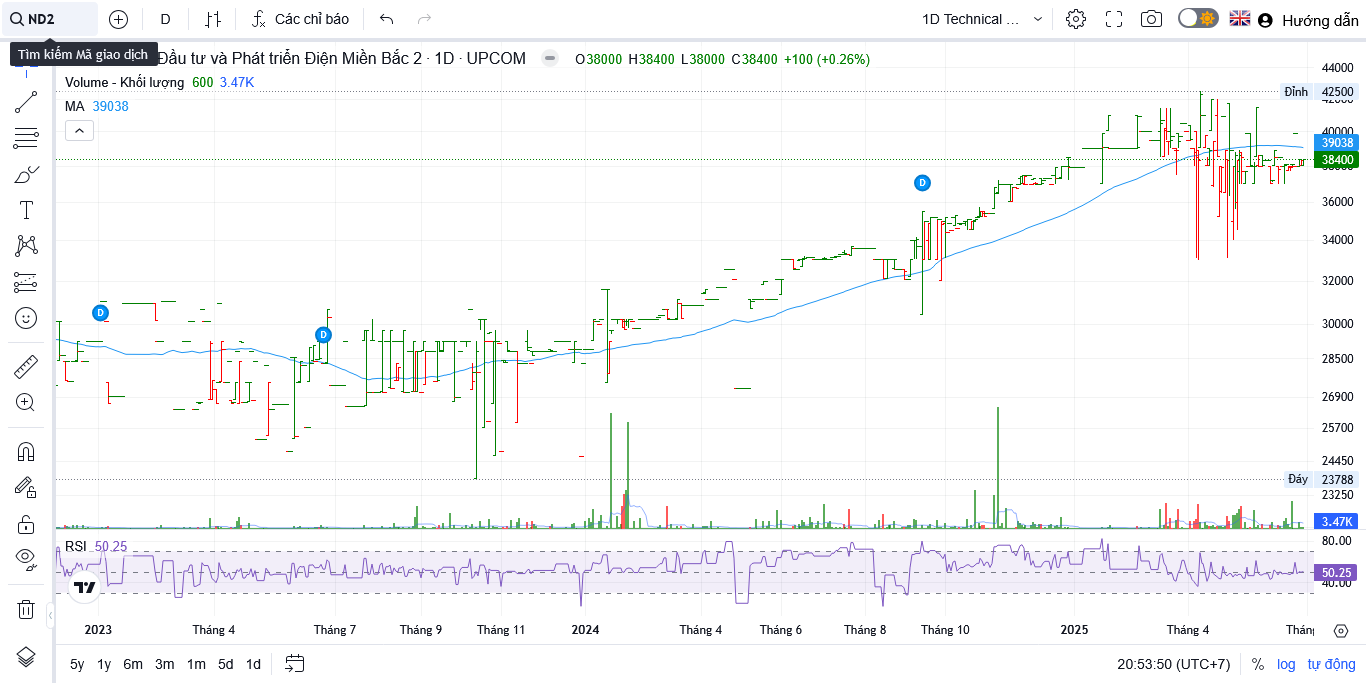 ND2
D
Các chỉ báo
1D Technical ...
Hướng dẫn
Tìm kiếm Mã giao dịch
Đầu tư và Phát triển Điện Miền Bắc 2 · 1D · UPCOM
O38000 H38400 L38000 C38400 +100 (+0.26%)
Volume - Khối lượng 600 3.47K
MA 39038
44000
Đỉnh 42500
42000
40000
39038
38400
38000
36000
34000
32000
30000
28500
26900
25700
24450
Đáy 23788
23250
3.47K
D
D
D
RSI 50.25
80.00
50.25
40.00
2023
Tháng 4
Tháng 7
Tháng 9
Tháng 11
2024
Tháng 4
Tháng 6
Tháng 8
Tháng 10
2025
Tháng 4
Thán
5y 1y 6m 3m 1m 5d 1d
20:53:50 (UTC+7) % log tự động